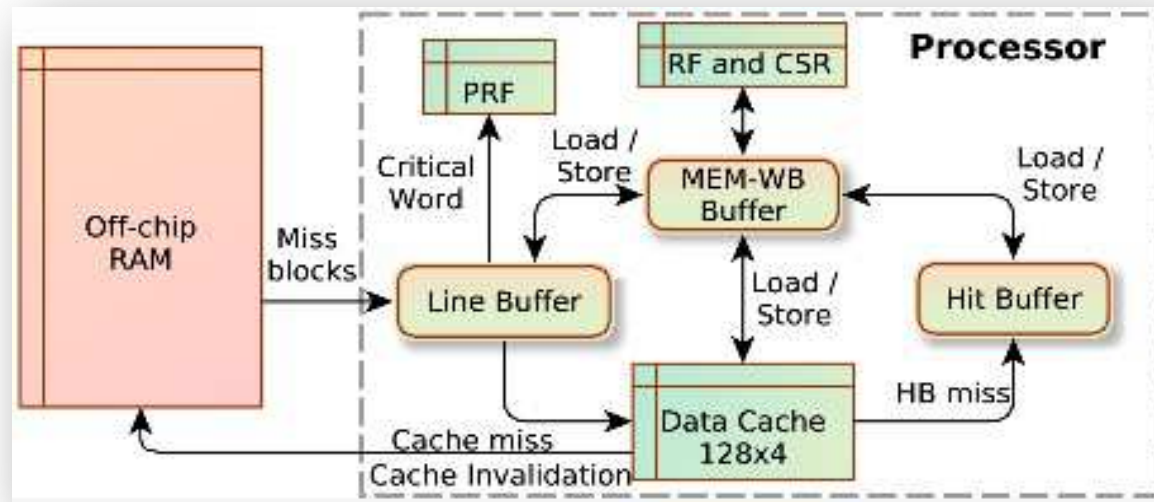 Processor
PRF
RF and CSR
Critical
Word
Load /
Store
MEM-WB
Buffer
Load /
Store
Off-chip
RAM
Miss
blocks
Line Buffer
Load /
Store
Hit Buffer
Data Cache
128x4
HB miss
Cache miss
Cache Invalidation